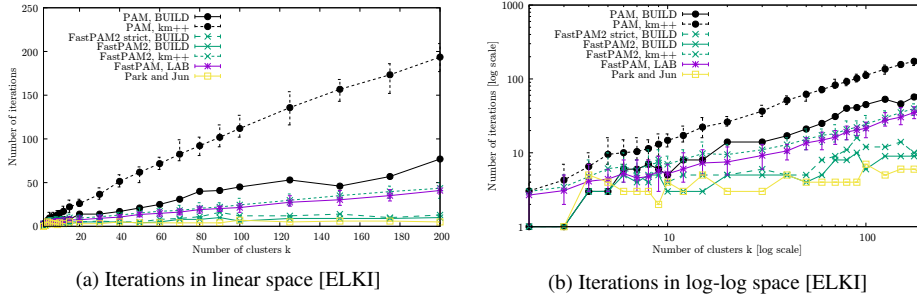 250
200
150
100
50
0
Number of iterations
PAM, BUILD
PAM, km++
FastPAM2 strict, BUILD
FastPAM2, BUILD
FastPAM2, km++
FastPAM, LAB
Park and Jun
20 40 60 80 100 120 140 160 180 200
Number of clusters k
(a) Iterations in linear space [ELKI]
1000
100
10
1
Number of iterations [log scale]
PAM, BUILD
PAM, km++
FastPAM2 strict, BUILD
FastPAM2, BUILD
FastPAM2, km++
FastPAM, LAB
Park and Jun
10 100
Number of clusters k [log scale]
(b) Iterations in log-log space [ELKI]